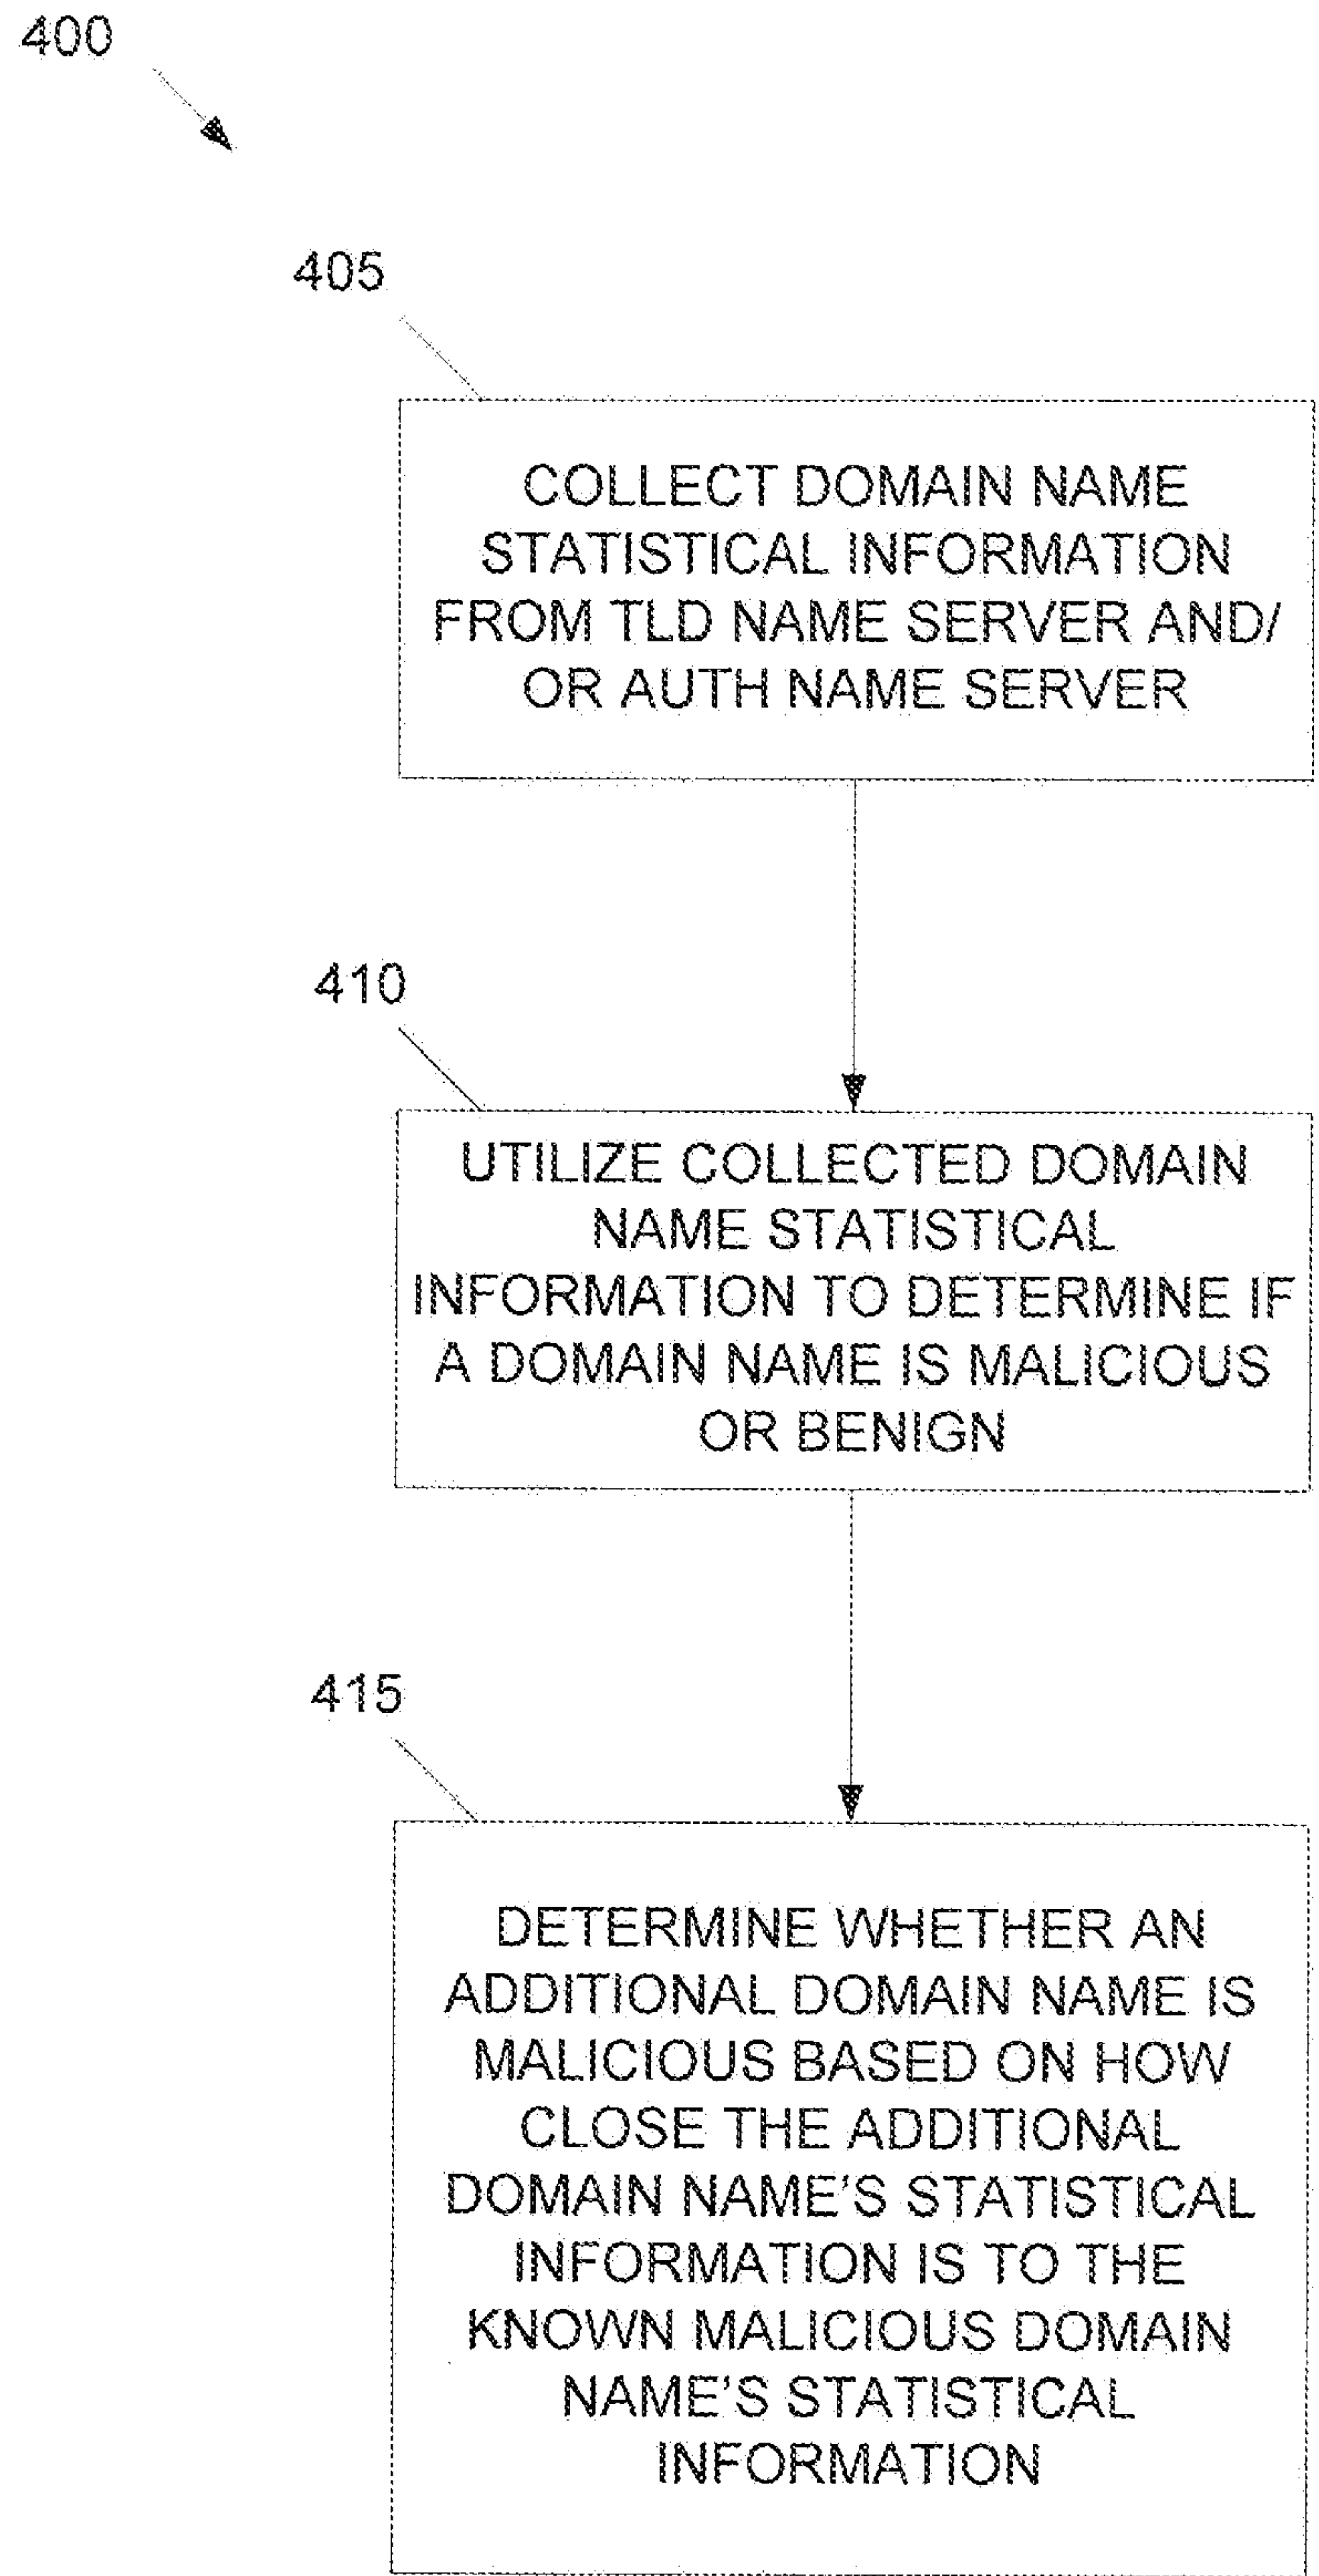 400
405
COLLECT DOMAIN NAME
STATISTICAL INFORMATION
FROM TLD NAME SERVER AND/
OR AUTH NAME SERVER
410
UTILIZE COLLECTED DOMAIN
NAME STATISTICAL
INFORMATION TO DETERMINE IF
A DOMAIN NAME IS MALICIOUS
OR BENIGN
415
DETERMINE WHETHER AN
ADDITIONAL DOMAIN NAME IS
MALICIOUS BASED ON HOW
CLOSE THE ADDITIONAL
DOMAIN NAME'S STATISTICAL
INFORMATION IS TO THE
KNOWN MALICIOUS DOMAIN
NAME'S STATISTICAL
INFORMATION